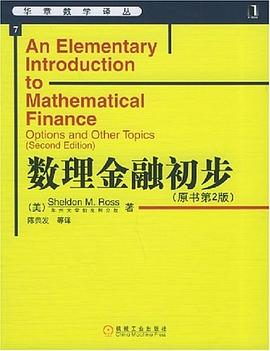 华章数学译丛
7
An Elementary
Introduction
to
Mathematical
Finance
Options and Other Topics
(Second Edition)
数理金融初步
(原书第2版)
(美) Sheldon M. Ross 著
陈典发 等译
机械工业出版社
China Machine Press